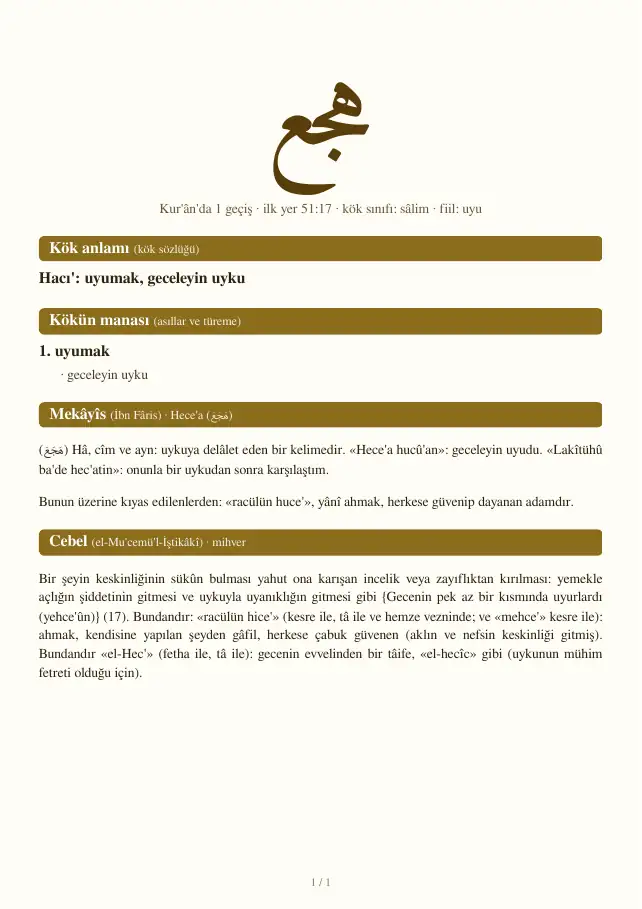 هجع
Kur'ân'da 1 geçiş · ilk yer 51:17 · kök sınıfı: sâlim · fiil: uyu
Kök anlamı (kök sözlüğü)
Hacı': uyumak, geceleyin uyku
Kökün manası (asıllar ve türeme)
1. uyumak
· geceleyin uyku
Mekâyîs (İbn Fâris) · Hece'a (هَجَعَ)
(هَجَعَ) Hâ, cîm ve ayn: uykuya delâlet eden bir kelimedir. «Hece'a hucû'an»: geceleyin uyudu. «Lakîtühû
ba'de hec'atin»: onunla bir uykudan sonra karşılaştım.
Bunun üzerine kıyas edilenlerden: «racülün huce'», yânî ahmak, herkese güvenip dayanan adamdır.
Cebel (el-Mu'cemü'l-İştikâkî) · mihver
Bir şeyin keskinliğinin sükûn bulması yahut ona karışan incelik veya zayıflıktan kırılması: yemekle
açlığın şiddetinin gitmesi ve uykuyla uyanıklığın gitmesi gibi {Gecenin pek az bir kısmında uyurlardı
(yehce'ûn)} (17). Bundandır: «racülün hice'» (kesre ile, tâ ile ve hemze vezninde; ve «mehce'» kesre ile):
ahmak, kendisine yapılan şeyden gâfil, herkese çabuk güvenen (aklın ve nefsin keskinliği gitmiş).
Bundandır «el-Hec'» (fetha ile, tâ ile): gecenin evvelinden bir tâife, «el-hecîc» gibi (uykunun mühim
fetreti olduğu için).
1 / 1